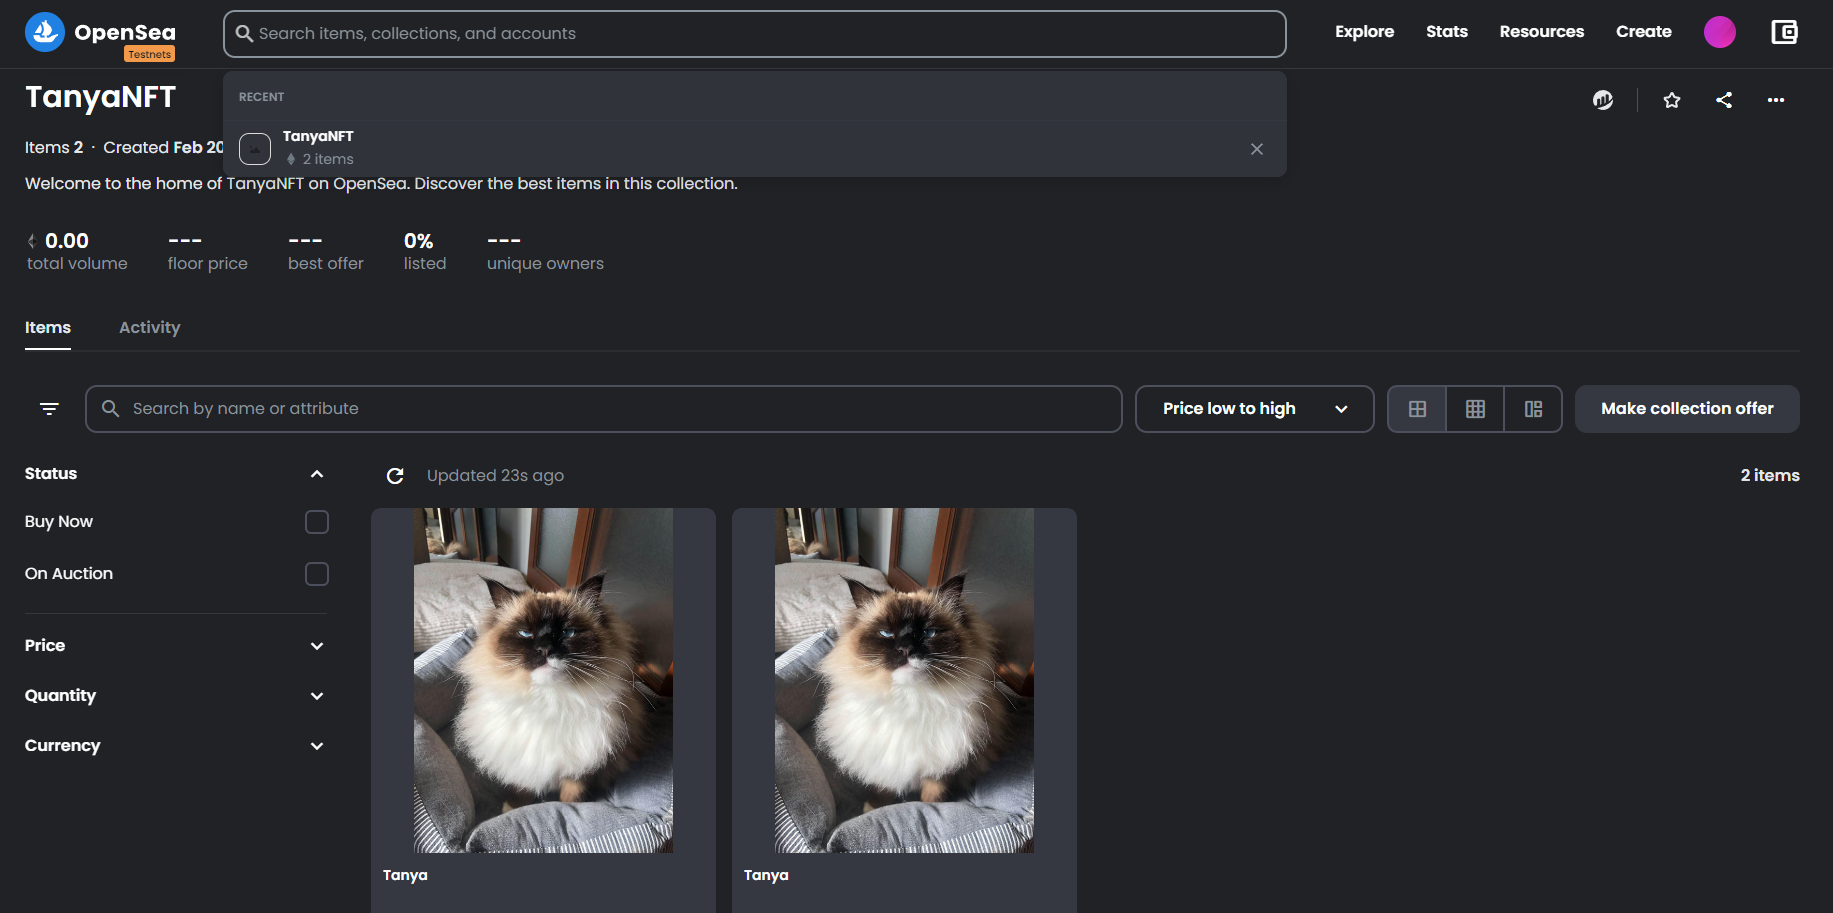 OpenSea
Testnets
Search items, collections, and accounts
Explore
Stats
Resources
Create
TanyaNFT
RECENT
TanyaNFT
2 items
Items 2 · Created Feb 20
Welcome to the home of TanyaNFT on OpenSea. Discover the best items in this collection.
0.00
total volume
---
floor price
---
best offer
0%
listed
---
unique owners
Items
Activity
Search by name or attribute
Price low to high
Make collection offer
Status
Updated 23s ago
2 items
Buy Now
On Auction
Price
Quantity
Currency
Tanya
Tanya